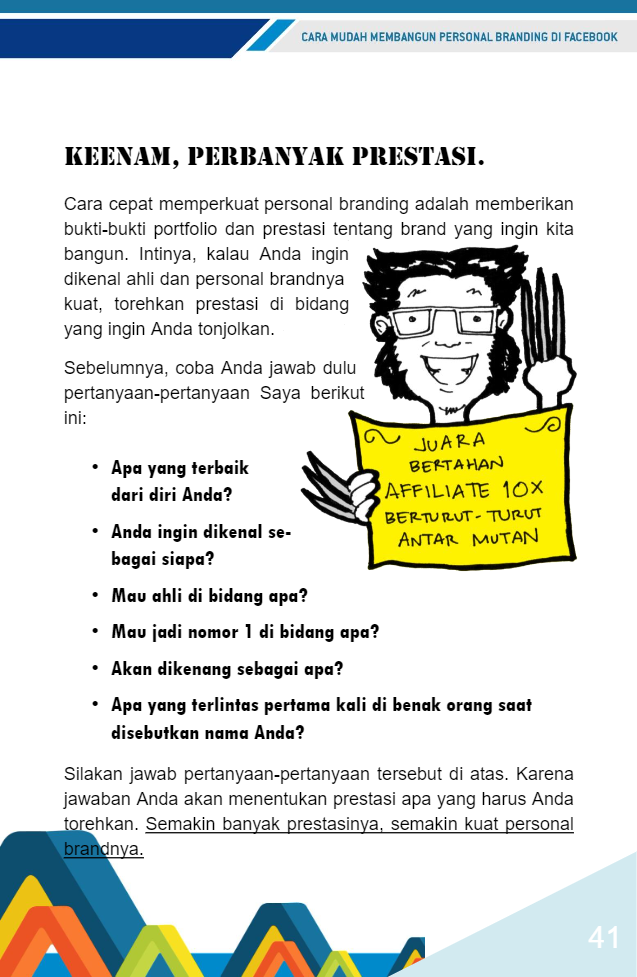 CARA MUDAH MEMBANGUN PERSONAL BRANDING DI FACEBOOK
KEENAM, PERBANYAK PRESTASI.
Cara cepat memperkuat personal branding adalah memberikan
bukti-bukti portfolio dan prestasi tentang brand yang ingin kita
bangun. Intinya, kalau Anda ingin
dikenal ahli dan personal brandnya
kuat, torehkan prestasi di bidang
yang ingin Anda tonjolkan.
Sebelumnya, coba Anda jawab dulu
pertanyaan-pertanyaan Saya berikut
ini:
JUARA
BERTAHAN
AFFILIATE 10X
BERTURUT-TURUT
ANTAR MUTAN
• Apa yang terbaik
dari diri Anda?
• Anda ingin dikenal se-
bagai siapa?
• Mau ahli di bidang apa?
• Mau jadi nomor 1 di bidang apa?
• Akan dikenang sebagai apa?
• Apa yang terlintas pertama kali di benak orang saat
disebutkan nama Anda?
Silakan jawab pertanyaan-pertanyaan tersebut di atas. Karena
jawaban Anda akan menentukan prestasi apa yang harus Anda
torehkan. Semakin banyak prestasinya, semakin kuat personal
brandnya.
41